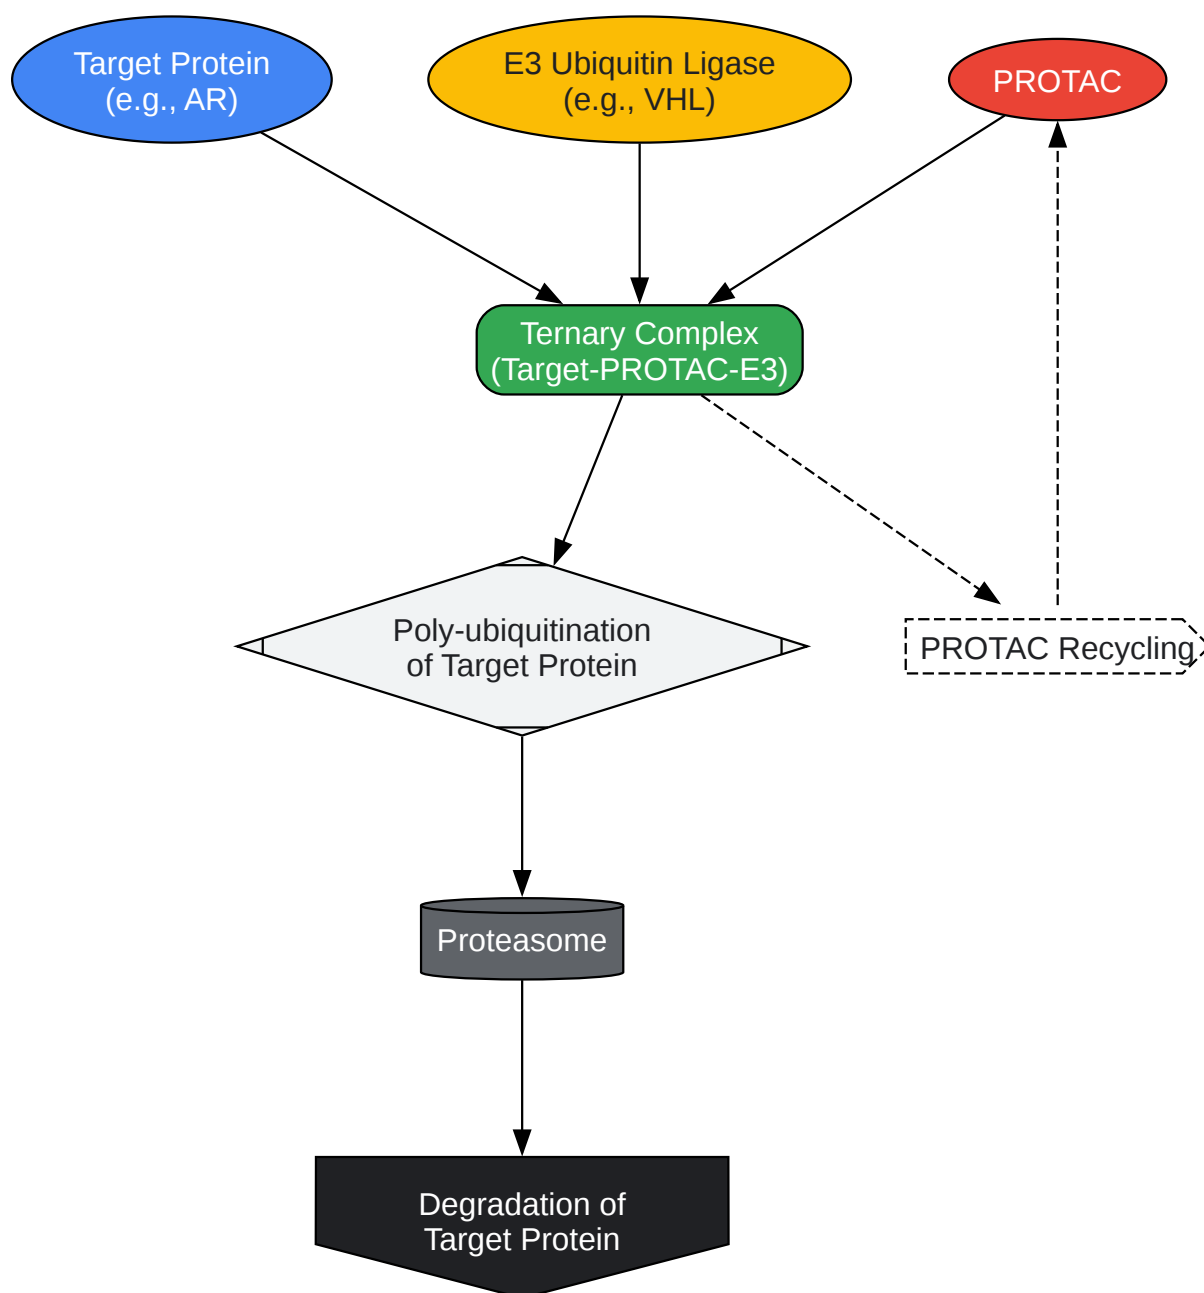 Target Protein
(e.g., AR)
E3 Ubiquitin Ligase
(e.g., VHL)
PROTAC
Ternary Complex
(Target-PROTAC-E3)
Poly-ubiquitination
of Target Protein
PROTAC Recycling
Proteasome
Degradation of
Target Protein